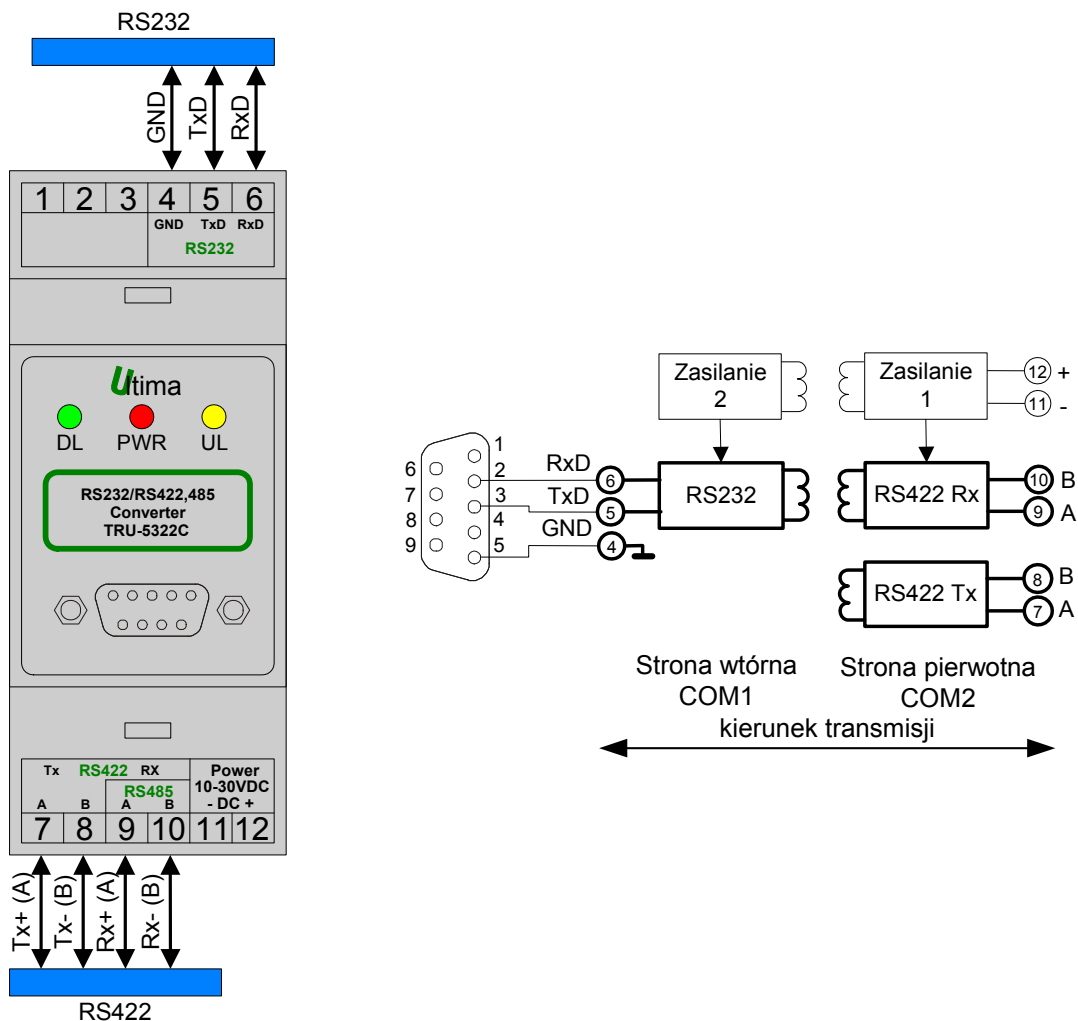 RS232
GND
TxD
RxD
1 2 3 4 5 6
GND TxD RxD
RS232
Ultima
DL PWR UL
RS232/RS422,485
Converter
TRU-5322C
Tx RS422 RX
RS485
A B A B
Power
10-30VDC
- DC +
7 8 9 10 11 12
Tx+ (A)
Tx- (B)
Rx+ (A)
Rx- (B)
RS422
Zasilanie
2
Zasilanie
1
12 +
11 -
1
6
2
7
3
8
4
9
5
RxD
6
TxD
5
GND
4
RS232
RS422 Rx
10 B
9 A
RS422 Tx
8 B
7 A
Strona wtórna
COM1
Strona pierwotna
COM2
kierunek transmisji